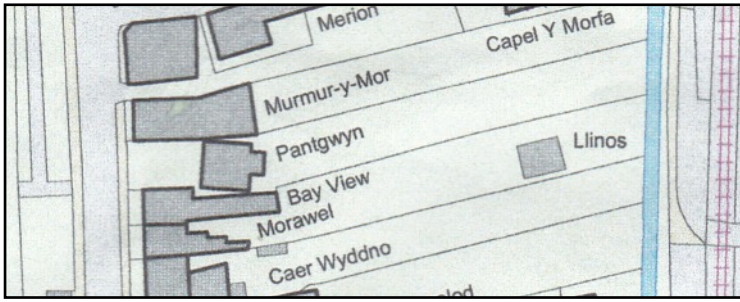 Merion
Capel Y Morfa
Murmur-y-Mor
Pantgwyn
Llinos
Bay View
Morawel
Caer Wyddno